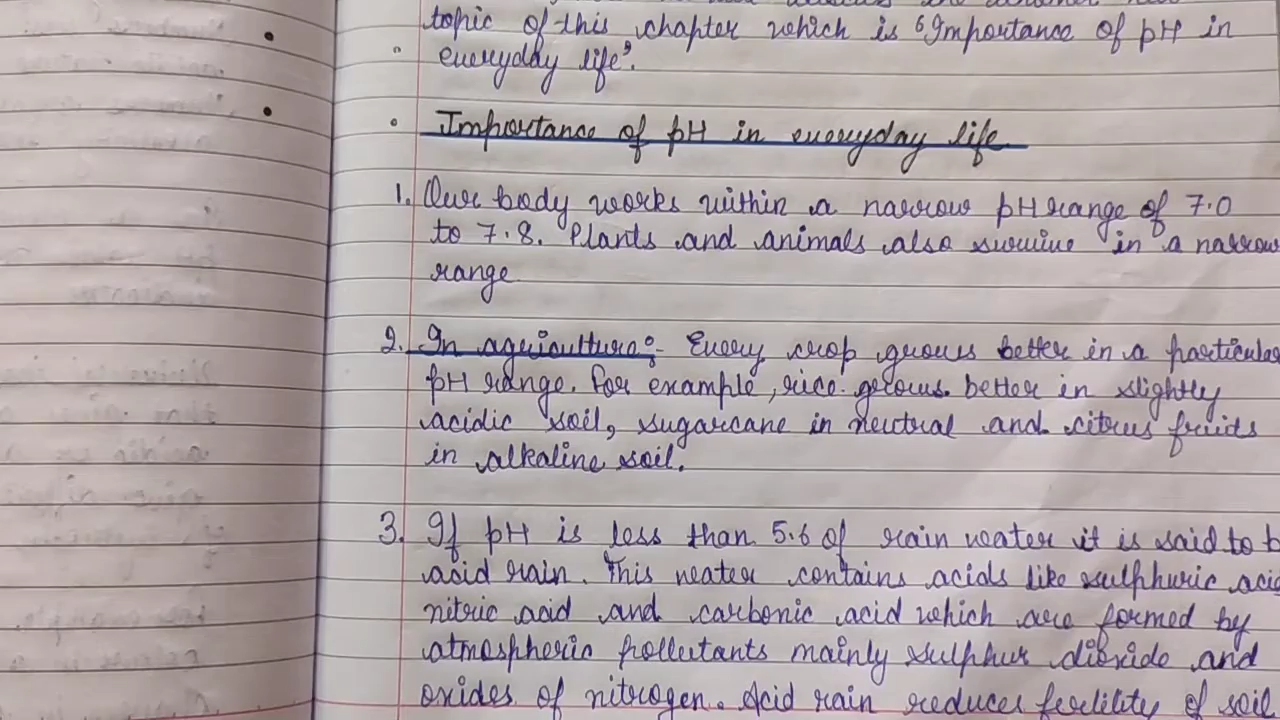 topic of this chapter which is 'Importance of pH in
everyday life'.
Importance of pH in everyday life
1. Our body works within a narrow pH range of 7.0
to 7.8. Plants and animals also survive in a narrow
range
2. In agriculture:- Every crop grows better in a particular
pH range. For example, rice grows better in slightly
acidic soil, sugarcane in neutral and citrus fruits
in alkaline soil.
3. If pH is less than 5.6 of rain water it is said to b
acid rain. This water contains acids like sulphuric acid
nitric acid and carbonic acid which are formed by
atmospheric pollutants mainly sulphur dioxide and
oxides of nitrogen. Acid rain reduces fertility of soil